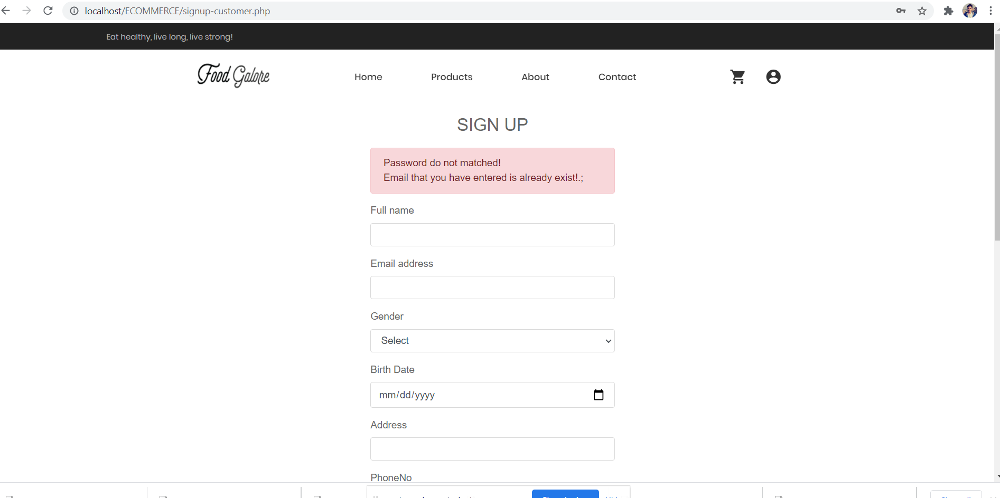 localhost/ECOMMERCE/signup-customer.php
Eat healthy, live long, live strong!
Food Galore
Home
Products
About
Contact
SIGN UP
Password do not matched!
Email that you have entered is already exist!.;
Full name
Email address
Gender
Select
Birth Date
mm/dd/yyyy
Address
PhoneNo